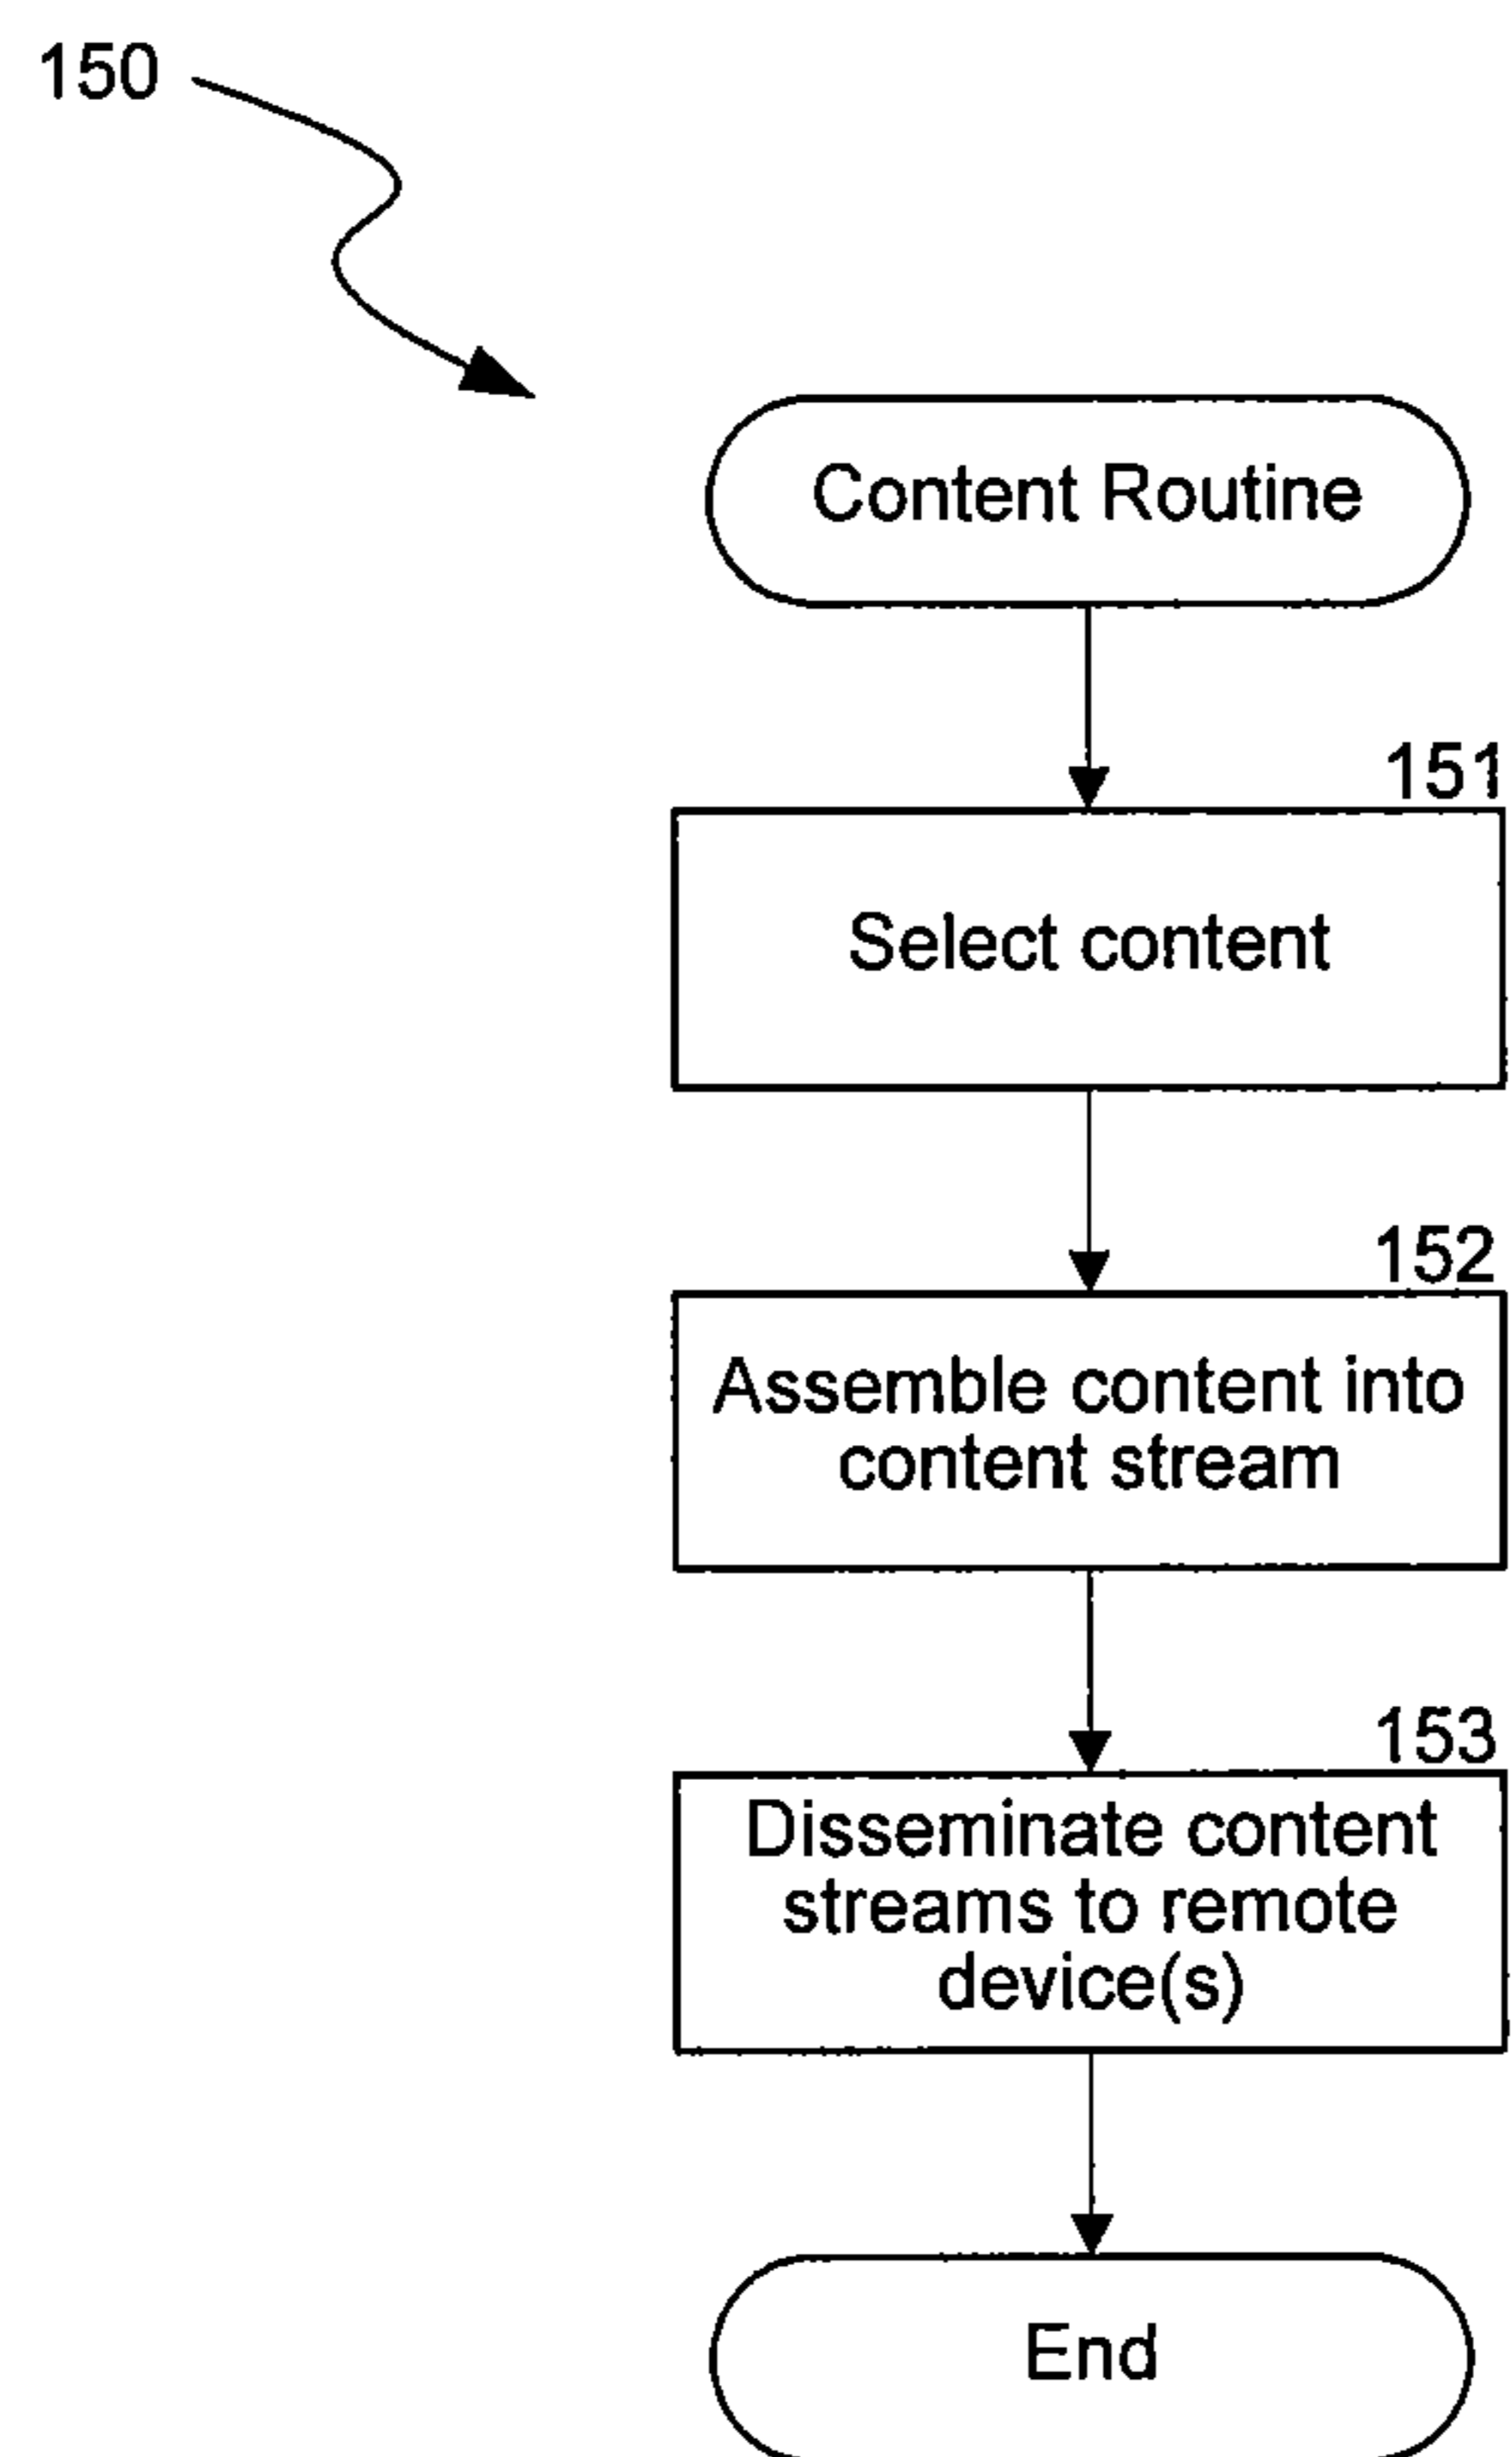 150
Content Routine
151
Select content
152
Assemble content into
content stream
153
Disseminate content
streams to remote
device(s)
End